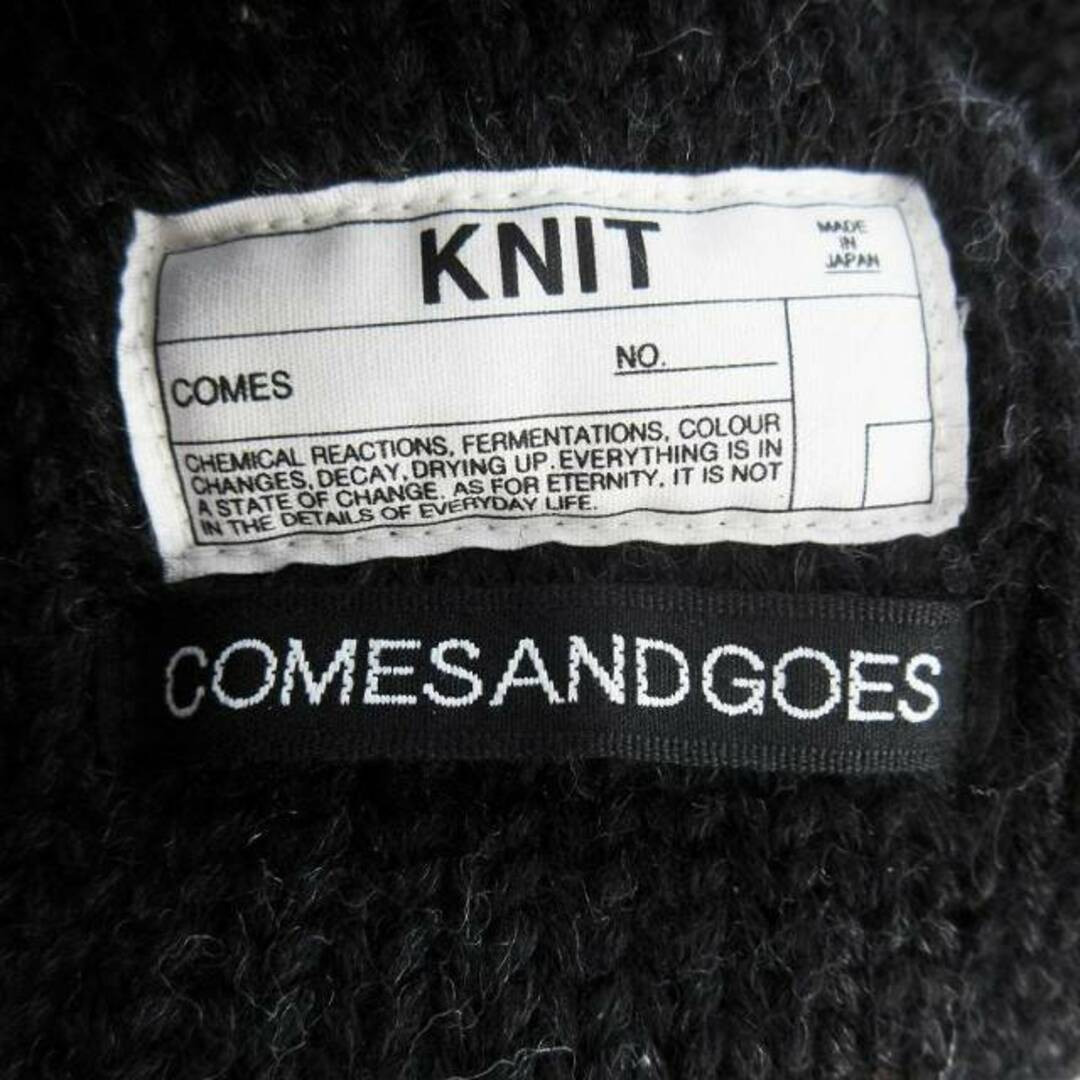 KNIT
MADE
IN
JAPAN
COMES
NO.
CHEMICAL REACTIONS, FERMENTATIONS, COLOUR
CHANGES, DECAY, DRYING UP. EVERYTHING IS IN
A STATE OF CHANGE. AS FOR ETERNITY, IT IS NOT
IN THE DETAILS OF EVERYDAY LIFE.
COMESANDGOES